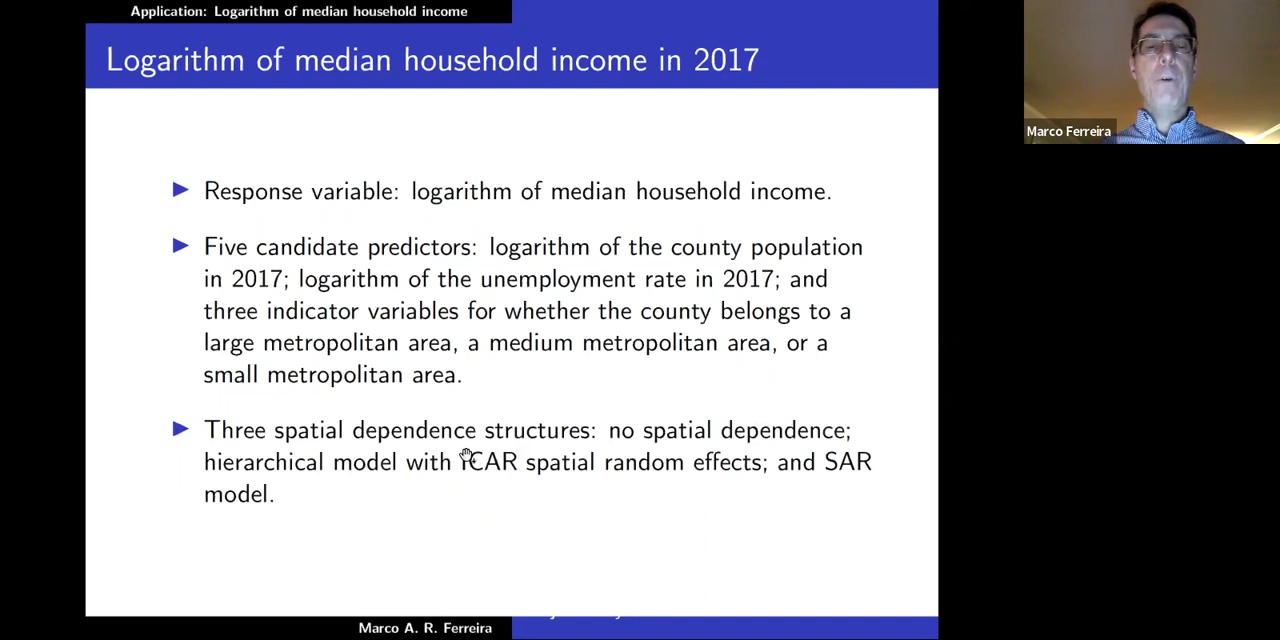 Application: Logarithm of median household income
Logarithm of median household income in 2017
Response variable: logarithm of median household income.
Five candidate predictors: logarithm of the county population
in 2017; logarithm of the unemployment rate in 2017; and
three indicator variables for whether the county belongs to a
large metropolitan area, a medium metropolitan area, or a
small metropolitan area.
Three spatial dependence structures: no spatial dependence;
hierarchical model with ICAR spatial random effects; and SAR
model.
Marco A. R. Ferreira
Marco Ferreira